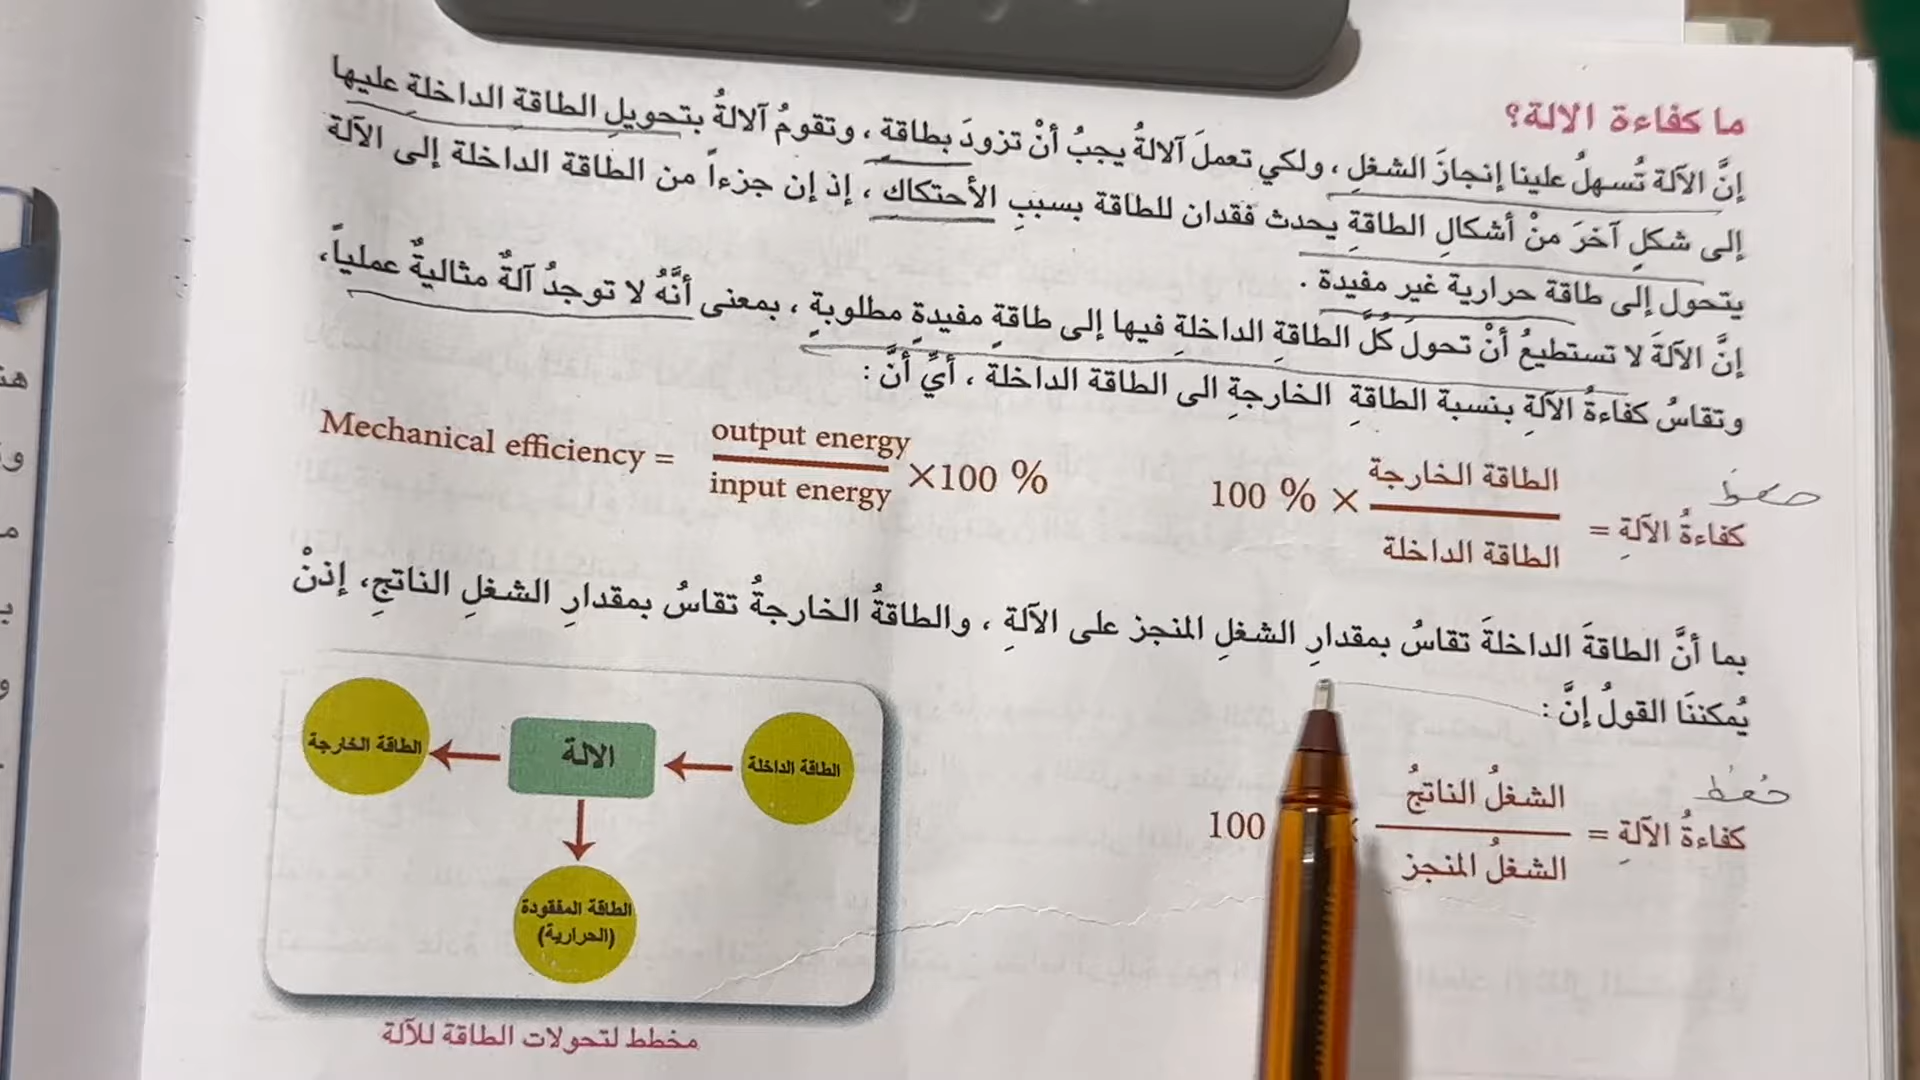 ما كفاءة الالة؟
إنَّ الآلة تُسهلُ علينا إنجازَ الشغلِ ، ولكي تعملَ آلالةُ يجبُ أنْ تزودَ بطاقة ، وتقومُ آلالةُ بتحويلِ الطاقة الداخلةِ عليها
إلى شكلٍ آخرَ منْ أشكالِ الطاقةِ يحدث فقدان للطاقة بسببِ الأحتكاك ، إذ إن جزءاً من الطاقة الداخلة إلى الآلة
يتحول إلى طاقة حرارية غير مفيدة .
إنَّ الآلةَ لا تستطيعُ أنْ تحولَ كُلَّ الطاقةِ الداخلةِ فيها إلى طاقةٍ مفيدةٍ مطلوبةٍ ، بمعنى أنَّهُ لا توجدُ آلةٌ مثاليةٌ عملياً،
وتقاسُ كفاءةُ الآلةِ بنسبة الطاقةِ الخارجةِ الى الطاقة الداخلة ، أيِّ أنَّ :
كفاءةُ الآلةِ = الطاقة الخارجة
الطاقة الداخلة
× 100 %
Mechanical efficiency = output energy
input energy
×100 %
حفظ
بما أنَّ الطاقةَ الداخلةَ تقاسُ بمقدارِ الشغلِ المنجز على الآلةِ ، والطاقةُ الخارجةُ تقاسُ بمقدارِ الشغلِ الناتجِ، إذنْ
يُمكننَا القولُ إنَّ :
حفظ
كفاءةُ الآلةِ = الشغلُ الناتجُ
الشغلُ المنجز
× 100
الطاقة الداخلة
الالة
الطاقة الخارجة
الطاقة المفقودة
(الحرارية)
مخطط لتحولات الطاقة للآلة